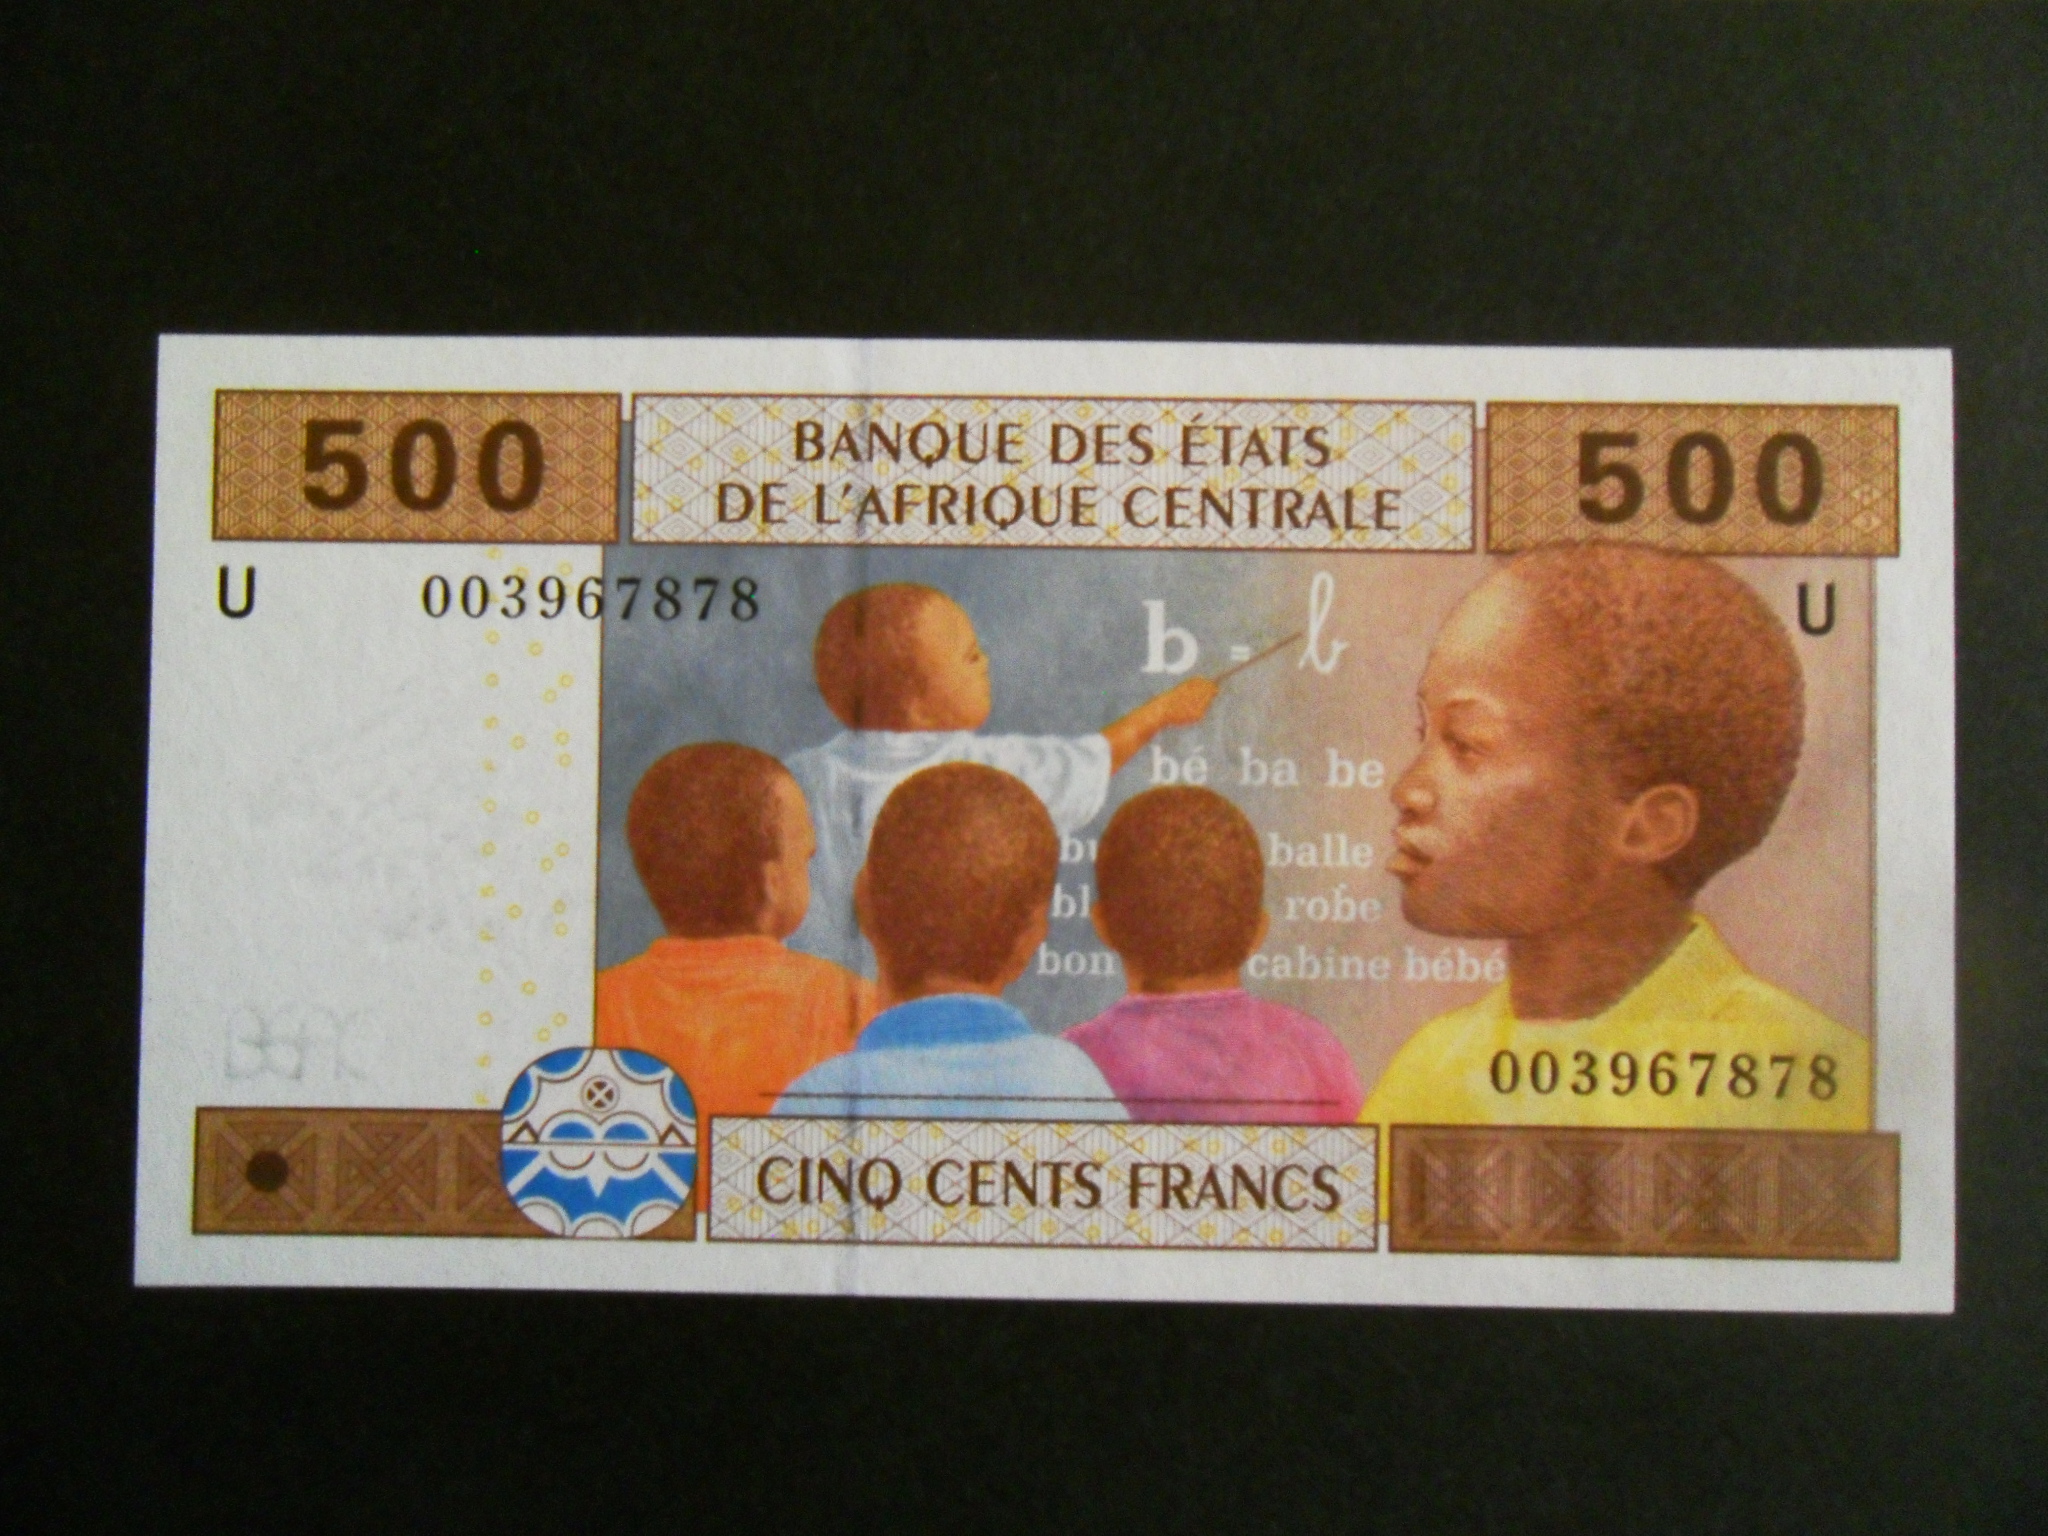 500
BANQUE DES ÉTATS
DE L'AFRIQUE CENTRALE
500
U
003967878
U
b = b
bé ba be
balle
robe
bon cabine bébé
003967878
CINQ CENTS FRANCS